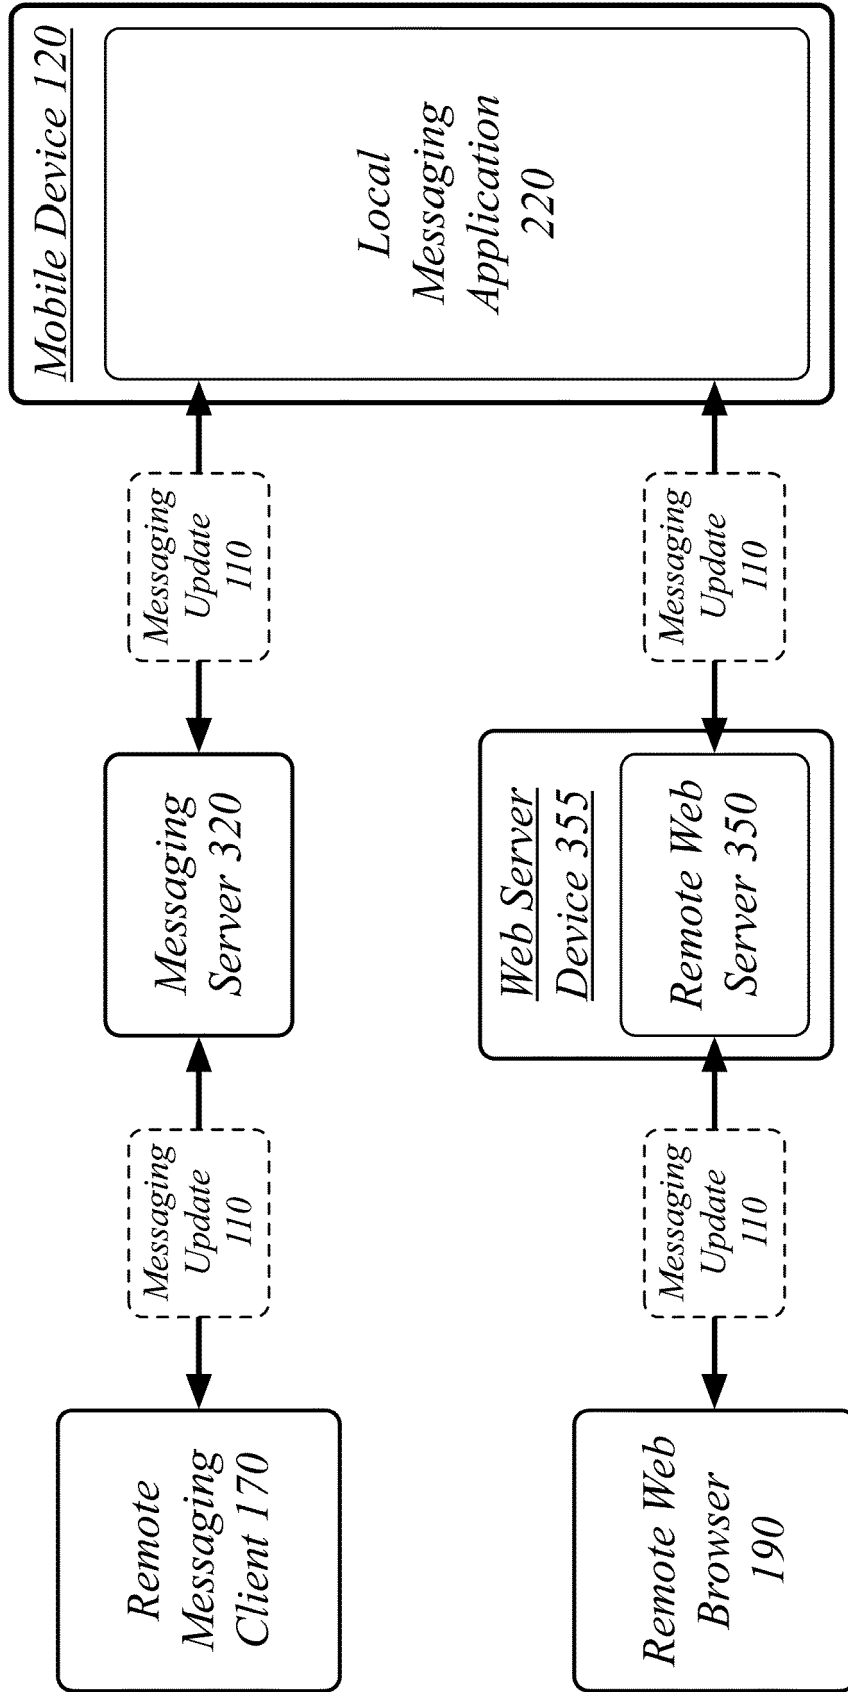 Mobile Device 120
Local
Messaging
Application
220
Messaging
Update
110
Messaging
Update
110
Messaging
Server 320
Web Server
Device 355
Remote Web
Server 350
Messaging
Update
110
Messaging
Update
110
Remote
Messaging
Client 170
Remote Web
Browser
190